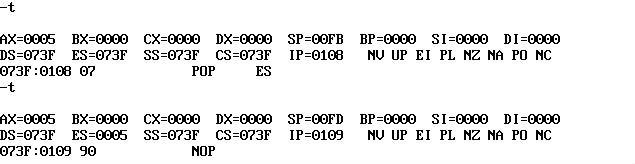 -t
AX=0005  BX=0000  CX=0000  DX=0000  SP=00FB  BP=0000  SI=0000  DI=0000
DS=073F  ES=073F  SS=073F  CS=073F  IP=0108   NV UP EI PL NZ NA PO NC
073F:0108 07            POP     ES
-t
AX=0005  BX=0000  CX=0000  DX=0000  SP=00FD  BP=0000  SI=0000  DI=0000
DS=073F  ES=0005  SS=073F  CS=073F  IP=0109   NV UP EI PL NZ NA PO NC
073F:0109 90            NOP